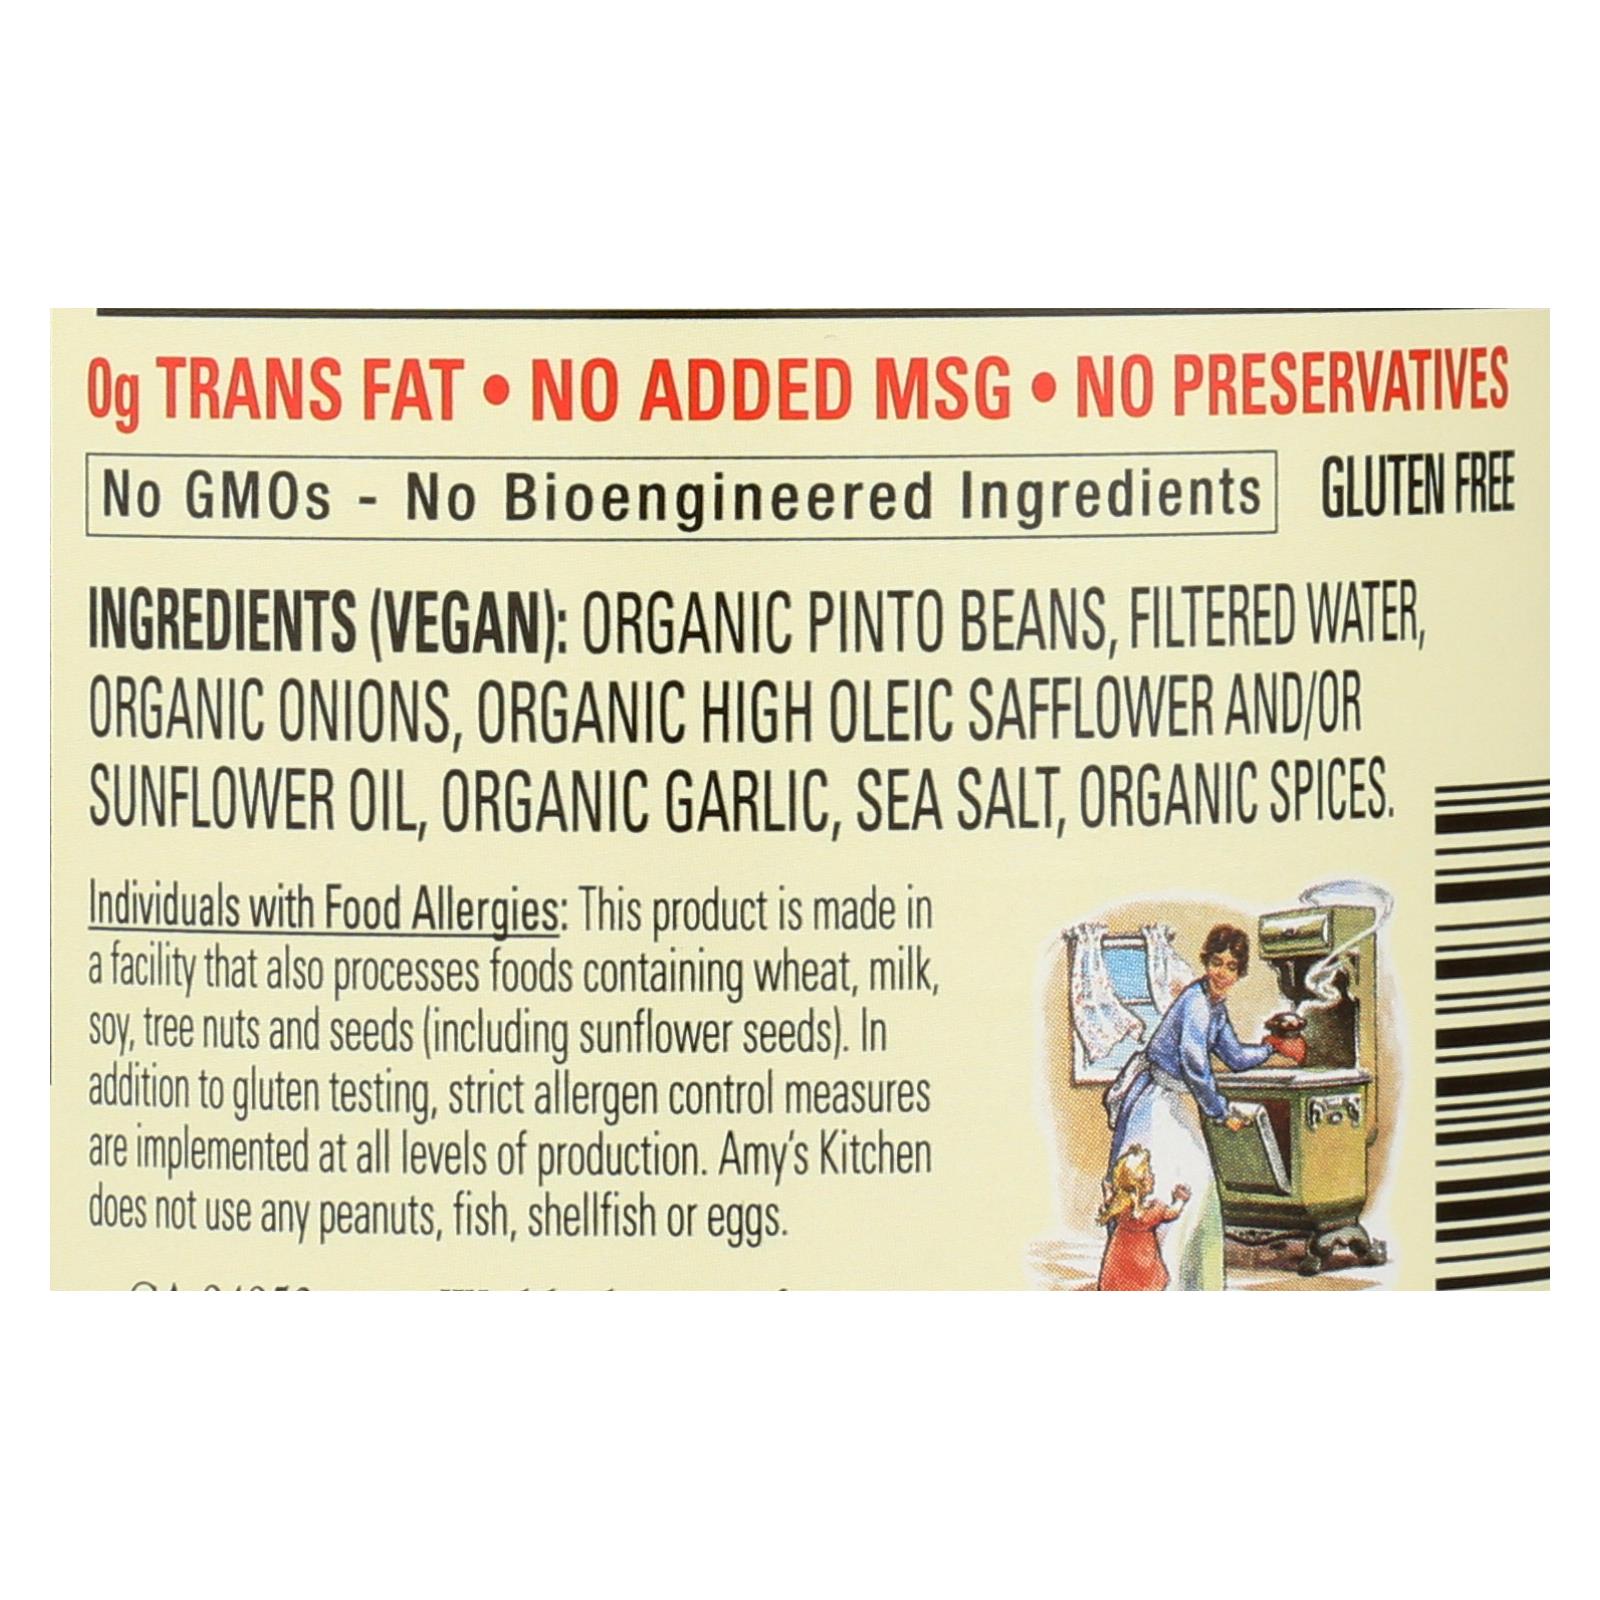 0g TRANS FAT • NO ADDED MSG • NO PRESERVATIVES
No GMOs - No Bioengineered Ingredients GLUTEN FREE
INGREDIENTS (VEGAN): ORGANIC PINTO BEANS, FILTERED WATER,
ORGANIC ONIONS, ORGANIC HIGH OLEIC SAFFLOWER AND/OR
SUNFLOWER OIL, ORGANIC GARLIC, SEA SALT, ORGANIC SPICES.
Individuals with Food Allergies: This product is made in
a facility that also processes foods containing wheat, milk,
soy, tree nuts and seeds (including sunflower seeds). In
addition to gluten testing, strict allergen control measures
are implemented at all levels of production. Amy's Kitchen
does not use any peanuts, fish, shellfish or eggs.